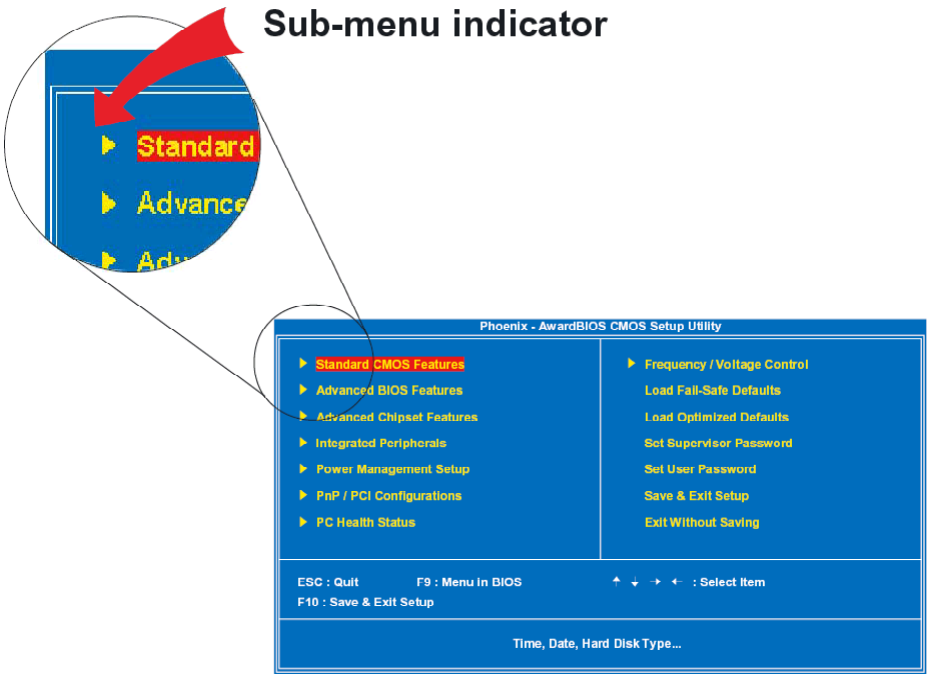 Sub-menu indicator
Standard
Advance
Phoenix - AwardBIOS CMOS Setup Utility
Standard CMOS Features
Advanced BIOS Features
Advanced Chipset Features
Integrated Peripherals
Power Management Setup
PnP / PCI Configurations
PC Health Status
Frequency / Voltage Control
Load Fail-Safe Defaults
Load Optimized Defaults
Set Supervisor Password
Set User Password
Save & Exit Setup
Exit Without Saving
ESC : Quit F9 : Menu in BIOS ↑ ↓ → ← : Select Item
F10 : Save & Exit Setup
Time, Date, Hard Disk Type...